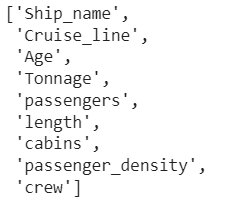 ['Ship_name',
'Cruise_line',
'Age',
'Tonnage',
'passengers',
'length',
'cabins',
'passenger_density',
'crew']